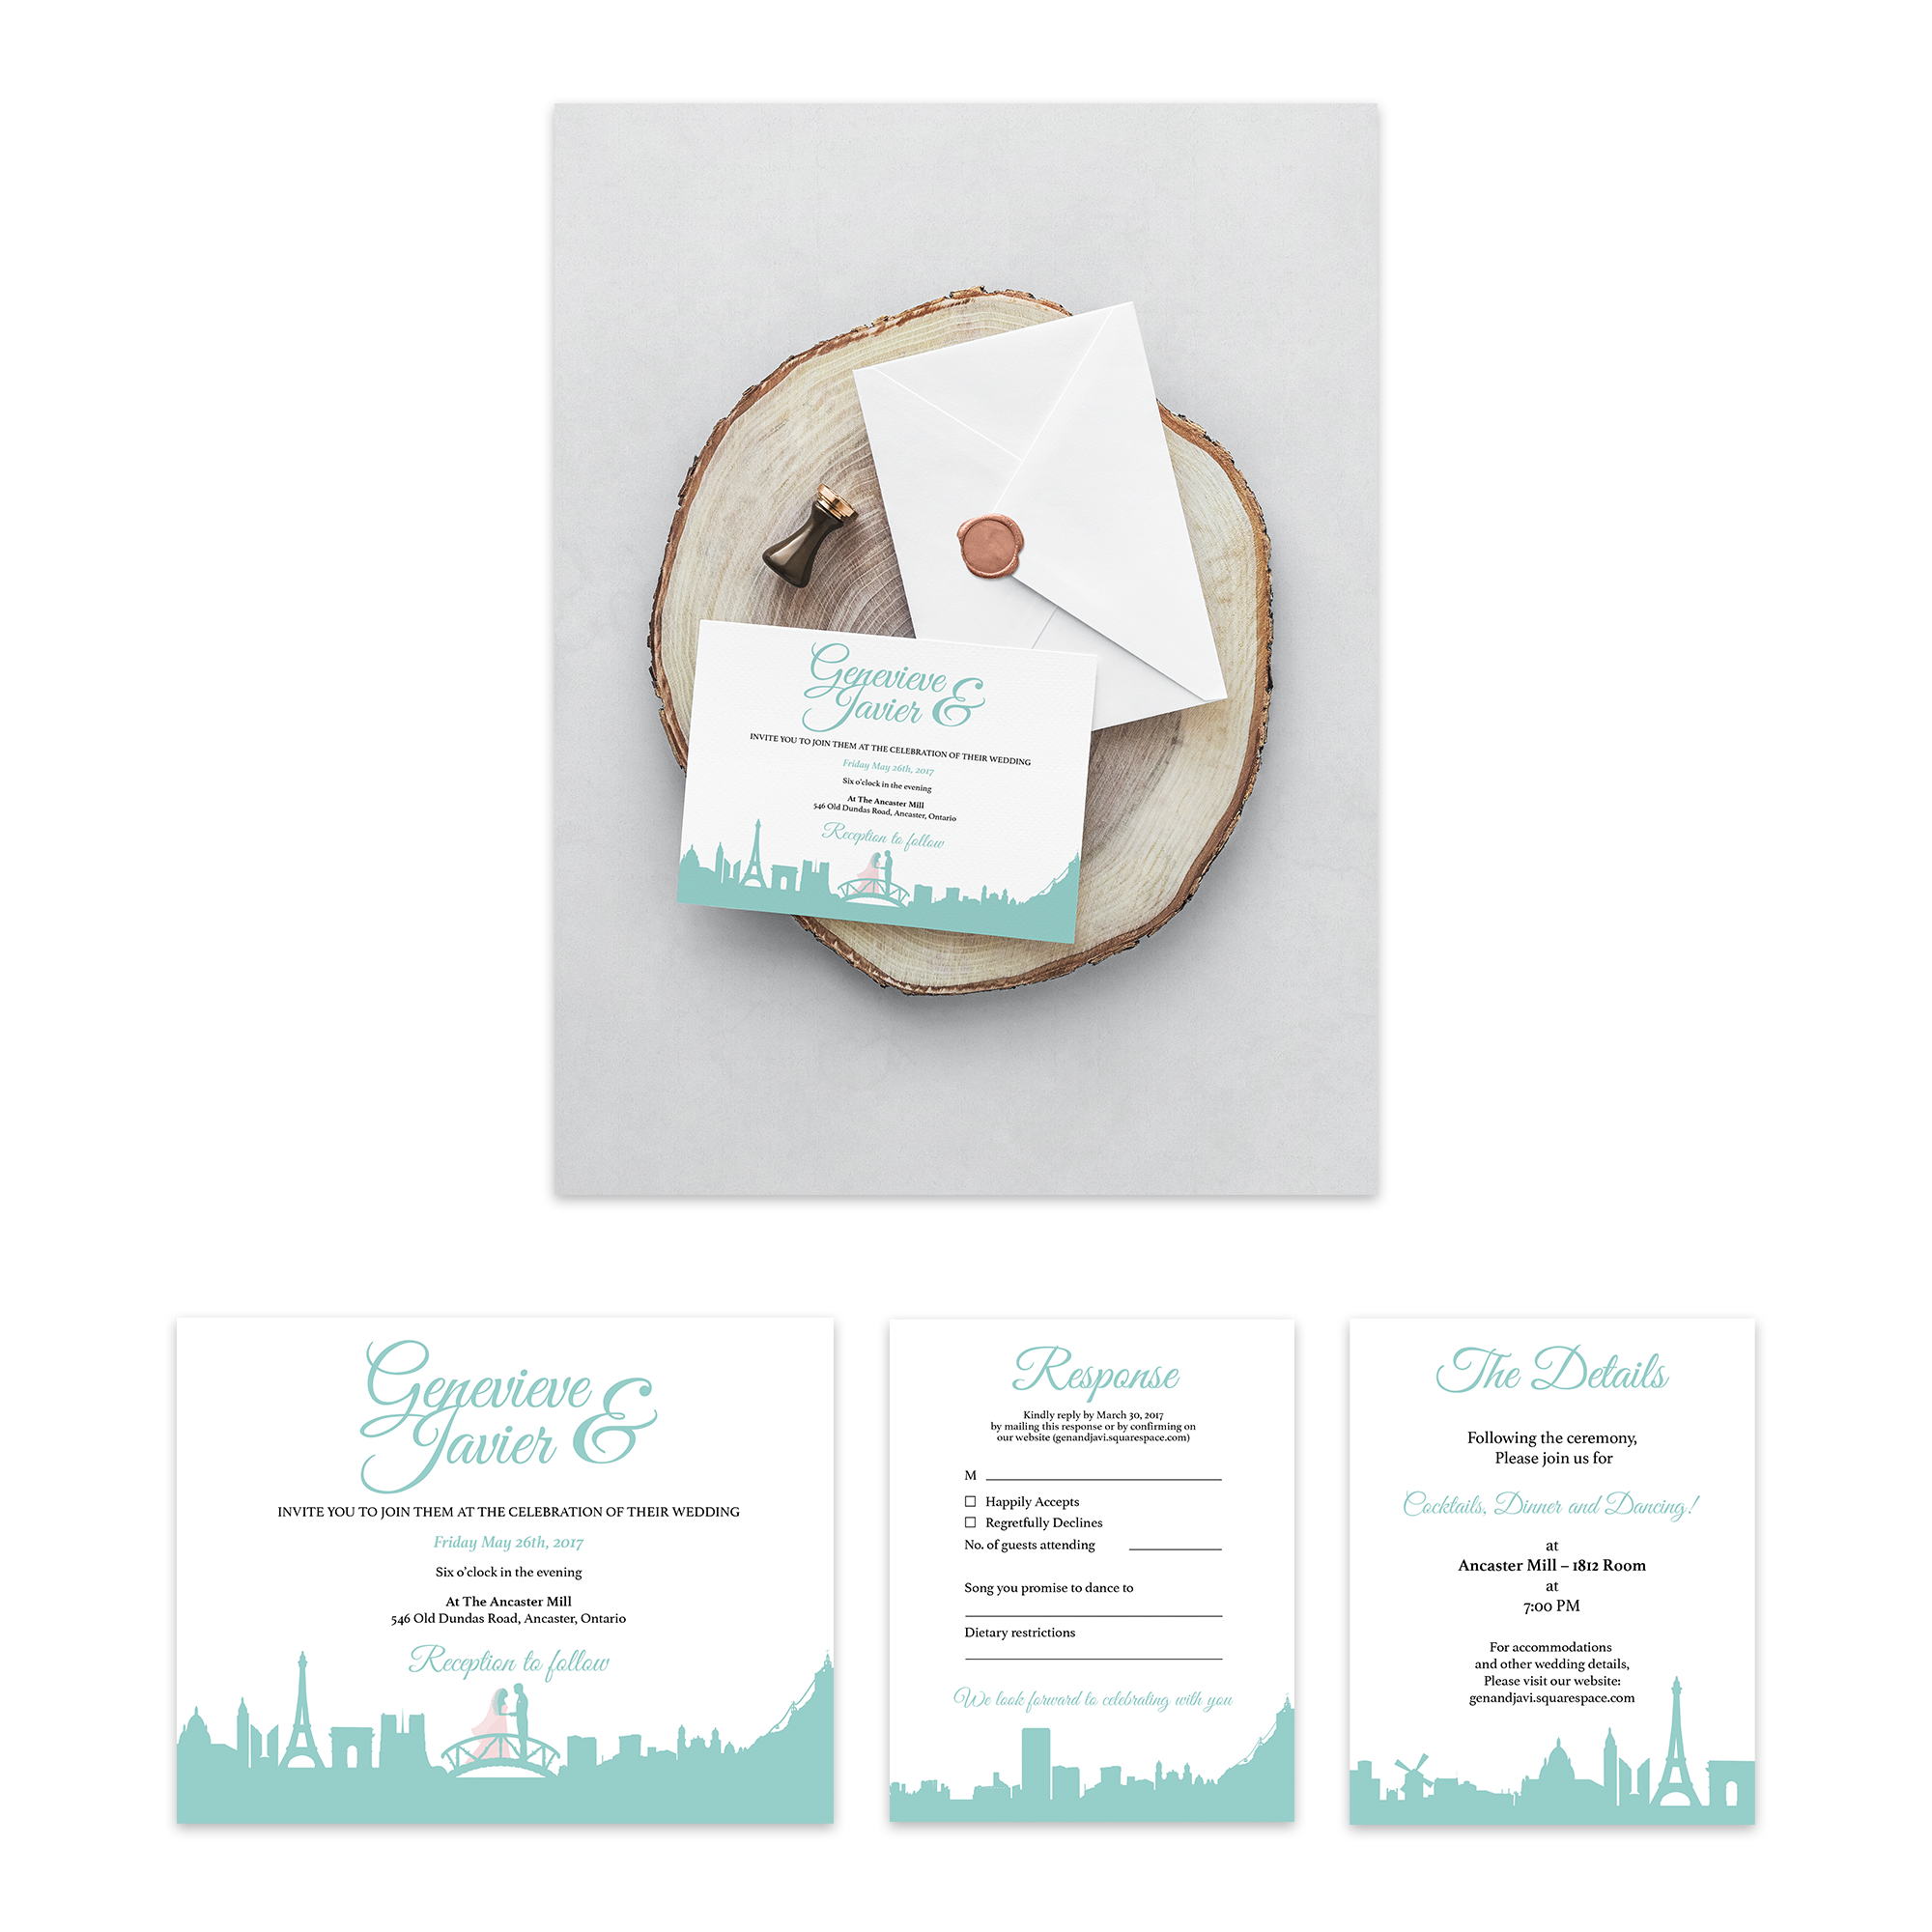 Genevieve &
Javier
INVITE YOU TO JOIN THEM AT THE CELEBRATION OF THEIR WEDDING
Friday May 26th, 2017
Six o'clock in the evening
At The Ancaster Mill
546 Old Dundas Road, Ancaster, Ontario
Reception to follow
Genevieve &
Javier
INVITE YOU TO JOIN THEM AT THE CELEBRATION OF THEIR WEDDING
Friday May 26th, 2017
Six o'clock in the evening
At The Ancaster Mill
546 Old Dundas Road, Ancaster, Ontario
Reception to follow
Response
Kindly reply by March 30, 2017
by mailing this response or by confirming on
our website (genandjavi.squarespace.com)
M
Happily Accepts
Regretfully Declines
No. of guests attending
Song you promise to dance to
Dietary restrictions
We look forward to celebrating with you
The Details
Following the ceremony,
Please join us for
Cocktails, Dinner and Dancing!
at
Ancaster Mill – 1812 Room
at
7:00 PM
For accommodations
and other wedding details,
Please visit our website:
genandjavi.squarespace.com